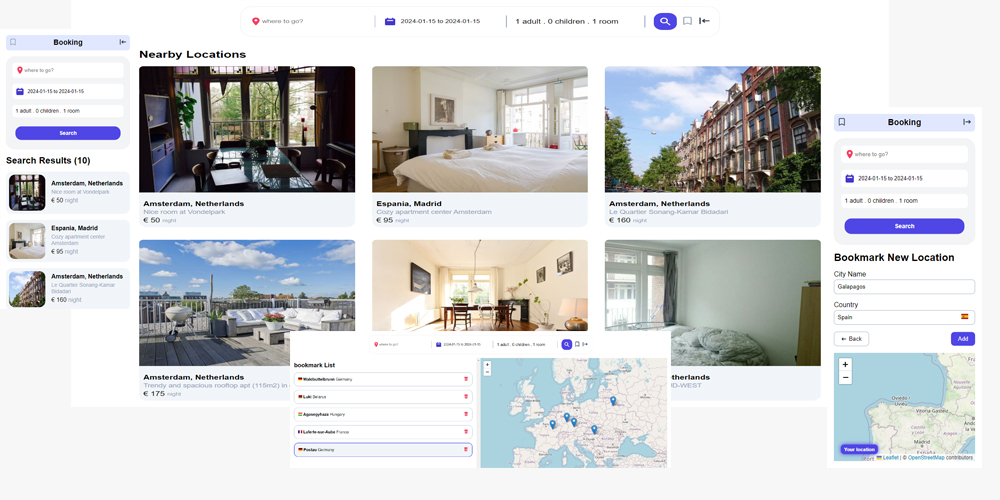 where to go?
2024-01-15 to 2024-01-15
1 adult . 0 children . 1 room
Booking
where to go?
2024-01-15 to 2024-01-15
1 adult . 0 children . 1 room
Search
Search Results (10)
Amsterdam, Netherlands
Nice room at Vondelpark
€ 50 night
Espania, Madrid
Cozy apartment center
Amsterdam
€ 95 night
Amsterdam, Netherlands
Le Quartier Sonang-Kamar
Bidadari
€ 160 night
Nearby Locations
Amsterdam, Netherlands
Nice room at Vondelpark
€ 50 night
Espania, Madrid
Cozy apartment center Amsterdam
€ 95 night
Amsterdam, Netherlands
Le Quartier Sonang-Kamar Bidadari
€ 160 night
Amsterdam, Netherlands
Trendy and spacious rooftop apt (115m2) in
€ 175 night
therlands
D-WEST
where to go?
2024-01-15 to 2024-01-15
1 adult . 0 children . 1 room
bookmark List
Germany
Belarus
Hungary
France
Germany
+
−
Booking
where to go?
2024-01-15 to 2024-01-15
1 adult . 0 children . 1 room
Search
Bookmark New Location
City Name
Galapagos
Country
Spain
← Back
Add
+
−
Oviedo /
Uviéu
Vitoria-Gasteiz
Madrid
España
Your location
Leaflet | © OpenStreetMap contributors